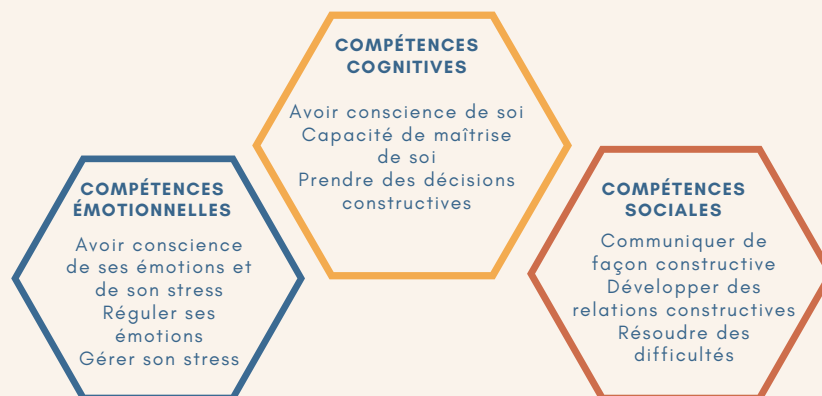 COMPÉTENCES
COGNITIVES
Avoir conscience de soi
Capacité de maîtrise
de soi
Prendre des décisions
constructives
COMPÉTENCES
ÉMOTIONNELLES
Avoir conscience
de ses émotions et
de son stress
Réguler ses
émotions
Gérer son stress
COMPÉTENCES
SOCIALES
Communiquer de
façon constructive
Développer des
relations constructives
Résoudre des
difficultés